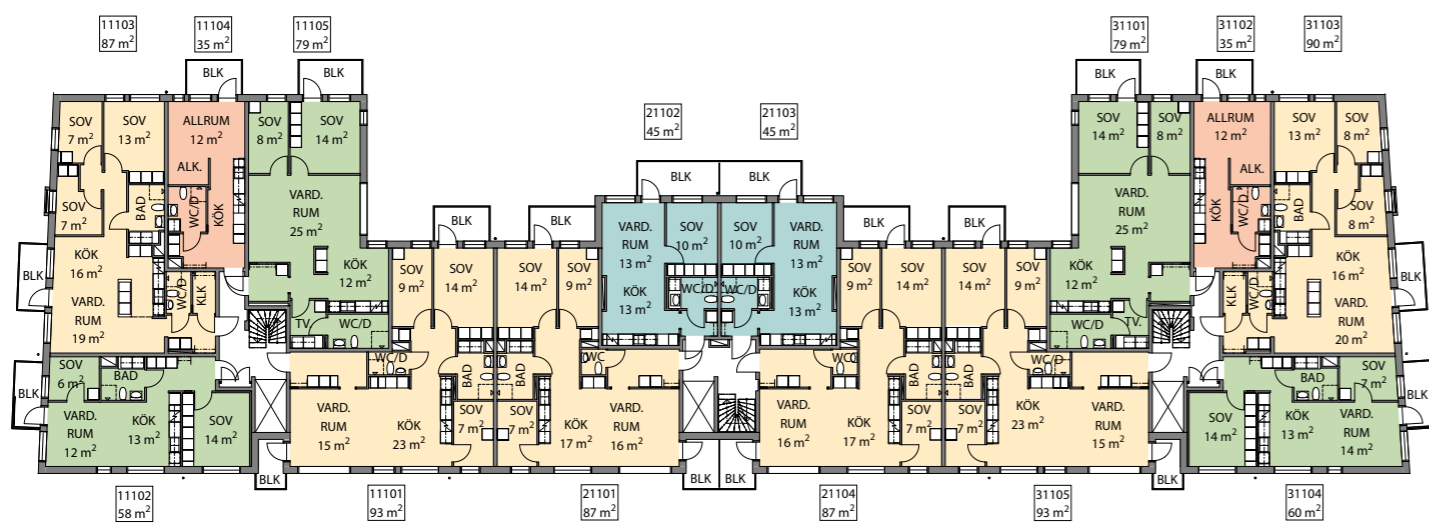 11103
87 m²
11104
35 m²
11105
79 m²
31101
79 m²
31102
35 m²
31103
90 m²
BLK
BLK
BLK
BLK
21102
45 m²
21103
45 m²
SOV
7 m²
SOV
13 m²
ALLRUM
12 m²
ALK.
SOV
8 m²
SOV
14 m²
SOV
14 m²
SOV
8 m²
ALLRUM
12 m²
ALK.
SOV
13 m²
SOV
8 m²
BLK
BLK
SOV
7 m²
BAD
WC/D
KÖK
VARD.
RUM
25 m²
BLK
BLK
VARD.
RUM
13 m²
SOV
10 m²
SOV
10 m²
VARD.
RUM
13 m²
BLK
BLK
VARD.
RUM
25 m²
KÖK
WC/D
BAD
SOV
8 m²
BLK
KÖK
16 m²
VARD.
RUM
19 m²
WC/D
KLK
KÖK
12 m²
SOV
9 m²
SOV
14 m²
SOV
14 m²
SOV
9 m²
KÖK
13 m²
WC/D
WC/D
KÖK
13 m²
SOV
9 m²
SOV
14 m²
SOV
14 m²
SOV
9 m²
KÖK
12 m²
KLK
WC/D
KÖK
16 m²
VARD.
RUM
20 m²
BLK
TV.
WC/D
WC/D
TV.
BLK
SOV
6 m²
BAD
WC/D
BAD
BAD
WC
WC
BAD
BAD
WC/D
BAD
SOV
7 m²
BLK
VARD.
RUM
12 m²
KÖK
13 m²
SOV
14 m²
VARD.
RUM
15 m²
KÖK
23 m²
SOV
7 m²
SOV
7 m²
KÖK
17 m²
VARD.
RUM
16 m²
VARD.
RUM
16 m²
KÖK
17 m²
SOV
7 m²
SOV
7 m²
KÖK
23 m²
VARD.
RUM
15 m²
SOV
14 m²
KÖK
13 m²
VARD.
RUM
14 m²
BLK
BLK
BLK
BLK
11102
58 m²
11101
93 m²
21101
87 m²
21104
87 m²
31105
93 m²
31104
60 m²